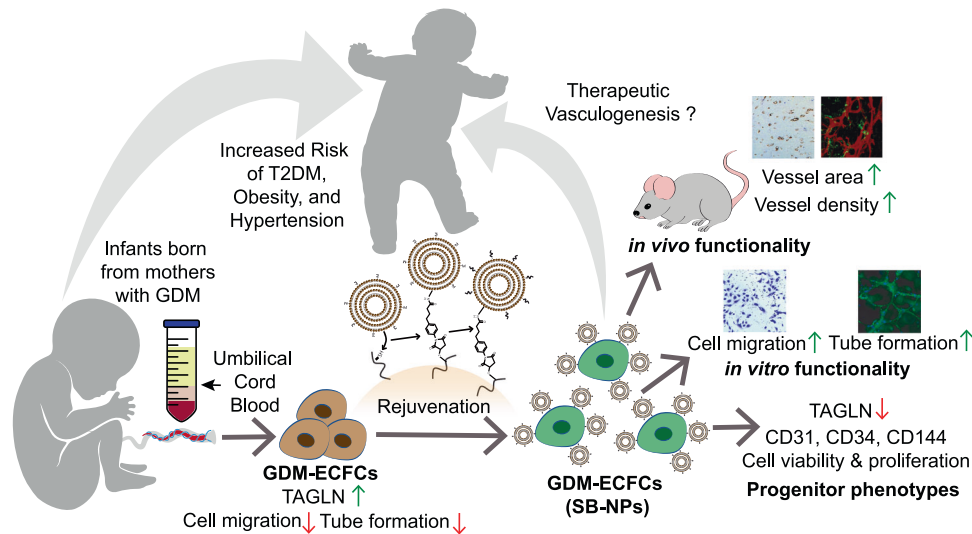 Therapeutic
Vasculogenesis ?
Increased Risk
of T2DM,
Obesity, and
Hypertension
Vessel area ↑
Vessel density ↑
in vivo functionality
Infants born
from mothers
with GDM
Umbilical
Cord
Blood
Rejuvenation
Cell migration ↑ Tube formation ↑
in vitro functionality
GDM-ECFCs
TAGLN ↑
Cell migration ↓ Tube formation ↓
GDM-ECFCs
(SB-NPs)
TAGLN ↓
CD31, CD34, CD144
Cell viability & proliferation
Progenitor phenotypes